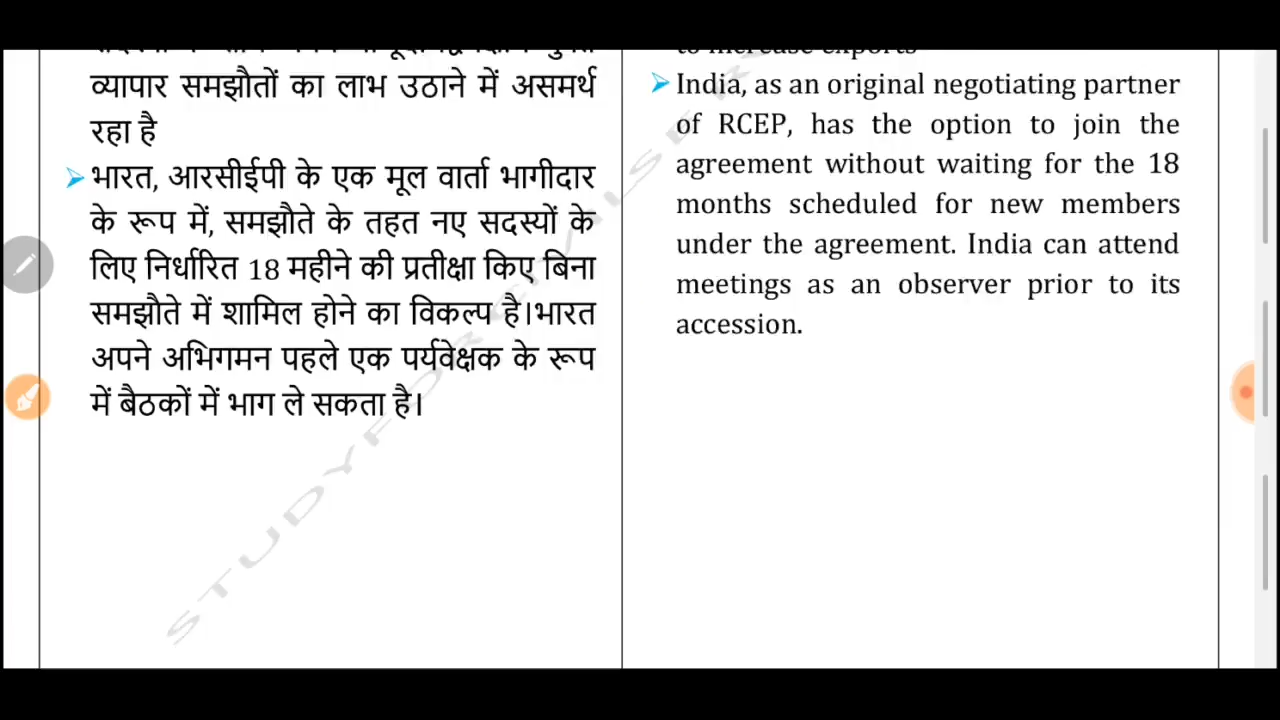 व्यापार समझौतों का लाभ उठाने में असमर्थ
रहा है
➢ भारत, आरसीईपी के एक मूल वार्ता भागीदार
के रूप में, समझौते के तहत नए सदस्यों के
लिए निर्धारित 18 महीने की प्रतीक्षा किए बिना
समझौते में शामिल होने का विकल्प है।भारत
अपने अभिगमन पहले एक पर्यवेक्षक के रूप
में बैठकों में भाग ले सकता है।
to increase exports
➢ India, as an original negotiating partner
of RCEP, has the option to join the
agreement without waiting for the 18
months scheduled for new members
under the agreement. India can attend
meetings as an observer prior to its
accession.